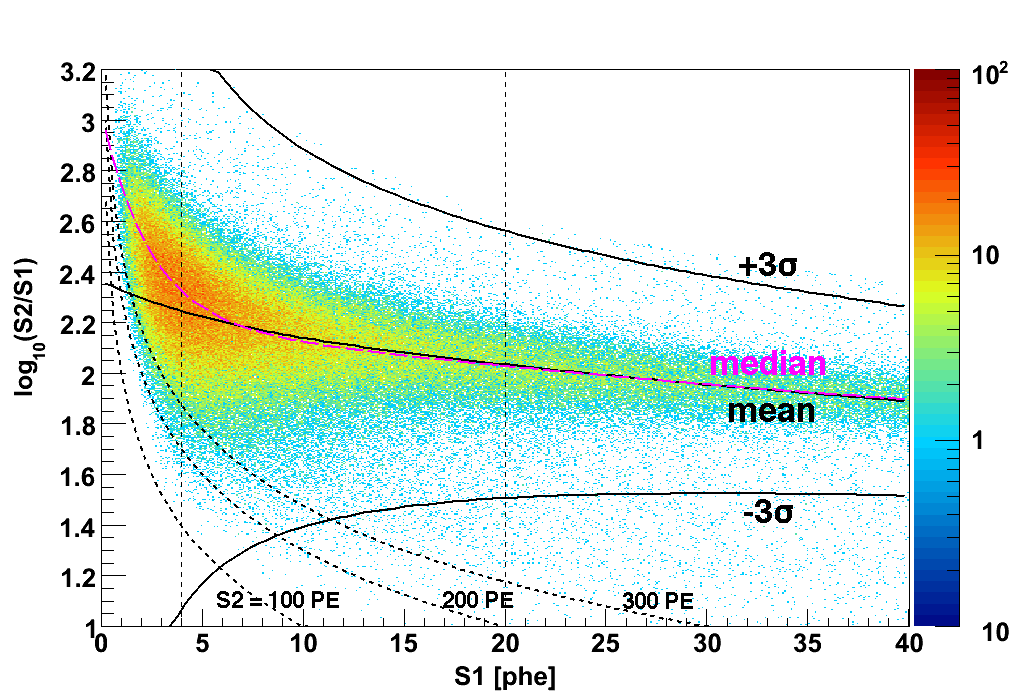 3.2
3
2.8
2.6
2.4
2.2
2
1.8
1.6
1.4
1.2
1
log10(S2/S1)
+3σ
median
mean
-3σ
S2 = 100 PE
200 PE
300 PE
0 5 10 15 20 25 30 35 40
S1 [phe]
10²
10
1
10